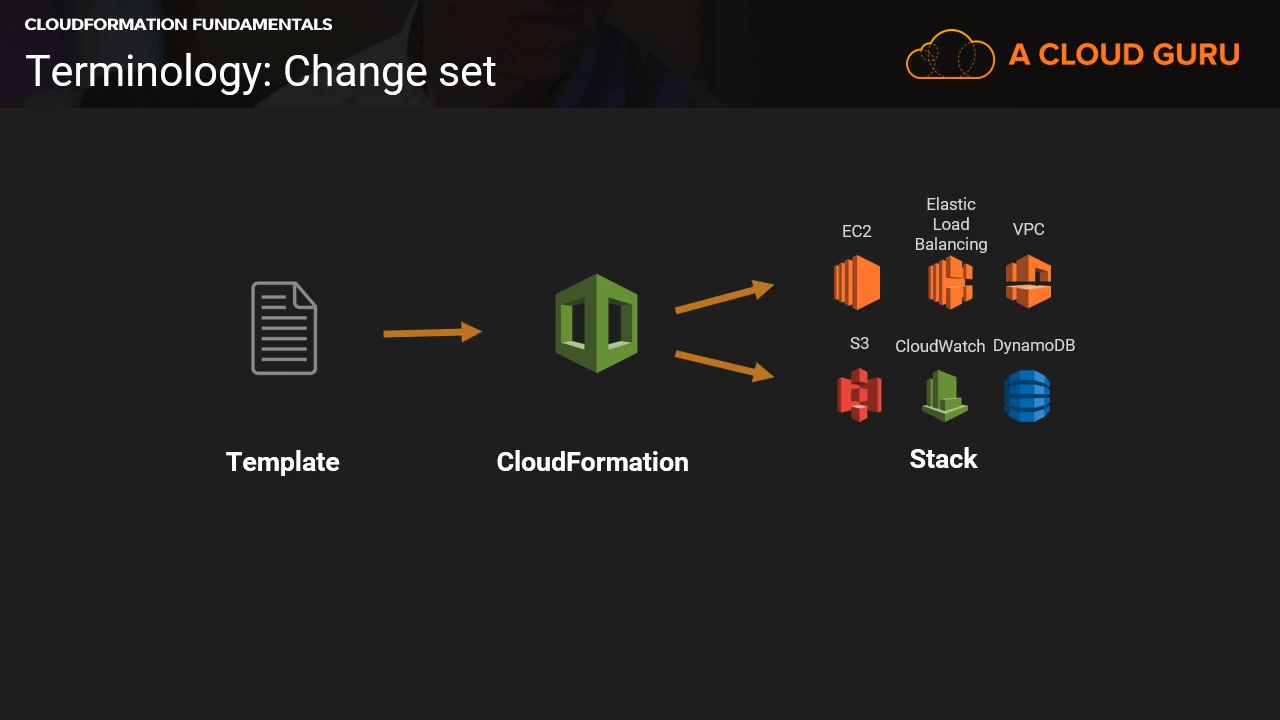 CLOUDFORMATION FUNDAMENTALS
Terminology: Change set
A CLOUD GURU
Elastic
Load
Balancing
EC2
VPC
S3
CloudWatch
DynamoDB
Template
CloudFormation
Stack